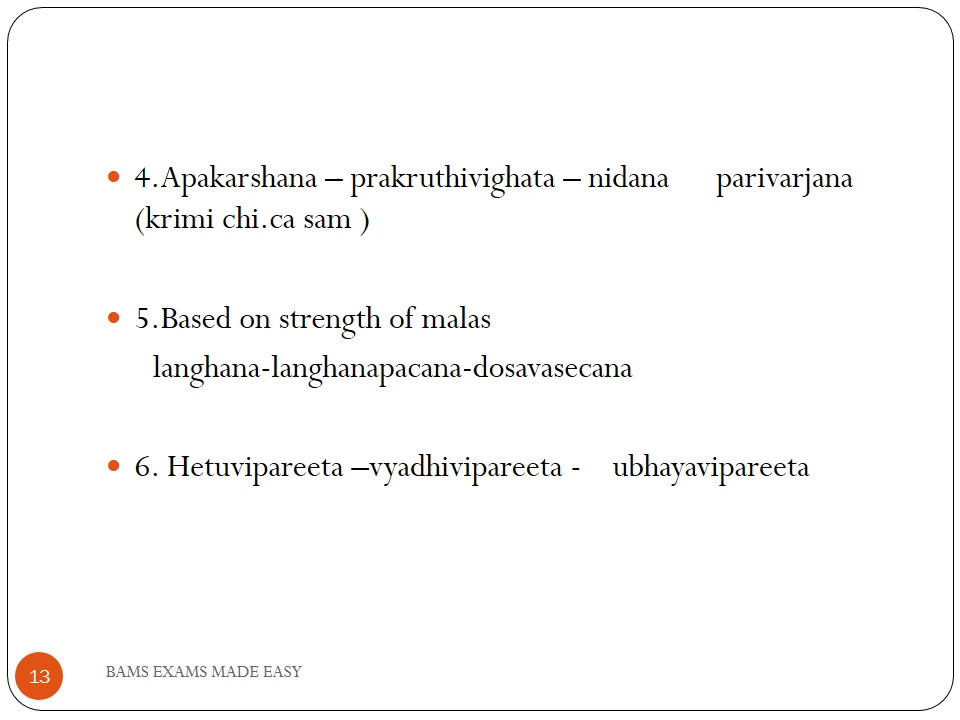 4.Apakarshana – prakruthivighata – nidana parivarjana
(krimi chi.ca sam )
5.Based on strength of malas
langhana-langhanapacana-dosavasecana
6. Hetuvipareeta –vyadhivipareeta - ubhayavipareeta
13 BAMS EXAMS MADE EASY